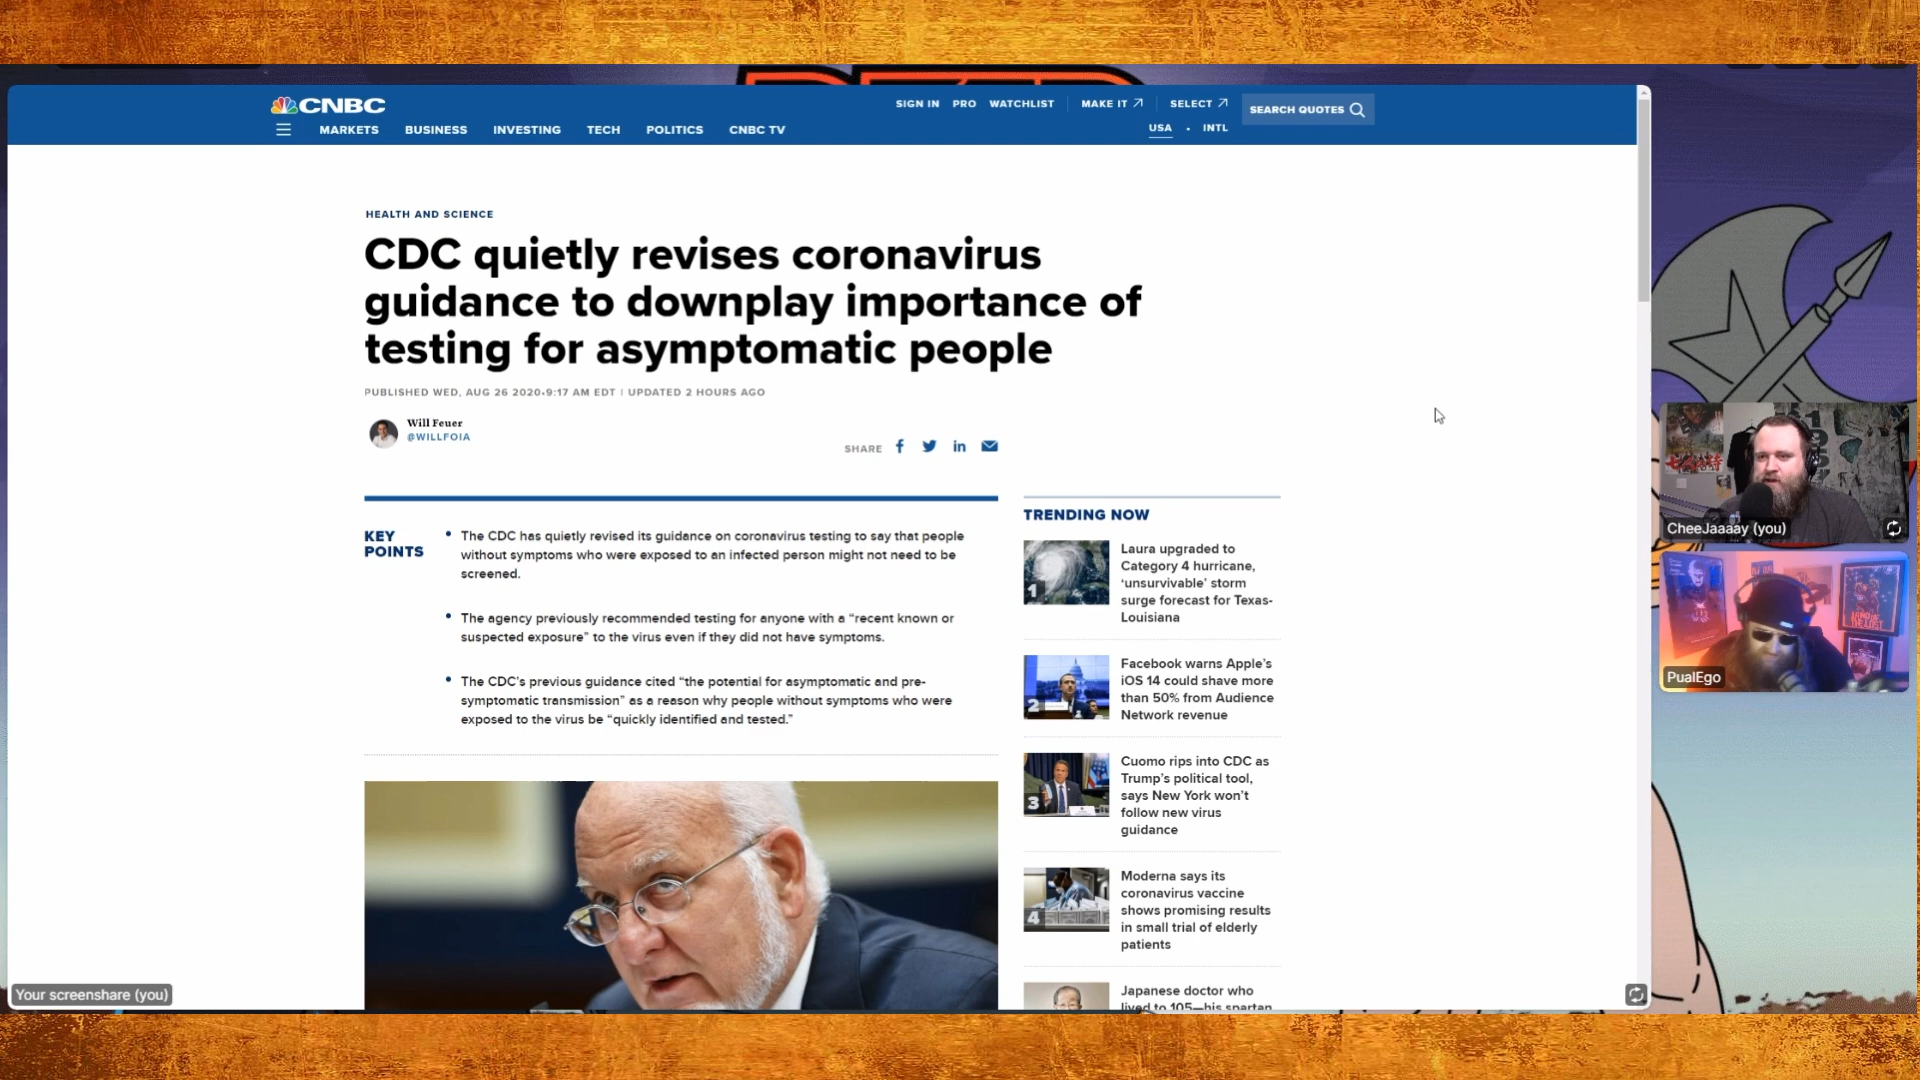 CNBC
SIGN IN PRO WATCHLIST MAKE IT SELECT SEARCH QUOTES
MARKETS BUSINESS INVESTING TECH POLITICS CNBC TV
USA • INTL
HEALTH AND SCIENCE
CDC quietly revises coronavirus
guidance to downplay importance of
testing for asymptomatic people
PUBLISHED WED, AUG 26 2020•9:17 AM EDT | UPDATED 2 HOURS AGO
Will Feuer
@WILLFOIA
SHARE
KEY
POINTS
• The CDC has quietly revised its guidance on coronavirus testing to say that people
without symptoms who were exposed to an infected person might not need to be
screened.
• The agency previously recommended testing for anyone with a “recent known or
suspected exposure” to the virus even if they did not have symptoms.
• The CDC’s previous guidance cited “the potential for asymptomatic and pre-
symptomatic transmission” as a reason why people without symptoms who were
exposed to the virus be “quickly identified and tested.”
TRENDING NOW
1
Laura upgraded to
Category 4 hurricane,
‘unsurvivable’ storm
surge forecast for Texas-
Louisiana
2
Facebook warns Apple’s
iOS 14 could shave more
than 50% from Audience
Network revenue
3
Cuomo rips into CDC as
Trump’s political tool,
says New York won’t
follow new virus
guidance
4
Moderna says its
coronavirus vaccine
shows promising results
in small trial of elderly
patients
Japanese doctor who
lived to 105—his spartan
CheeJaaaay (you)
PualEgo
Your screenshare (you)